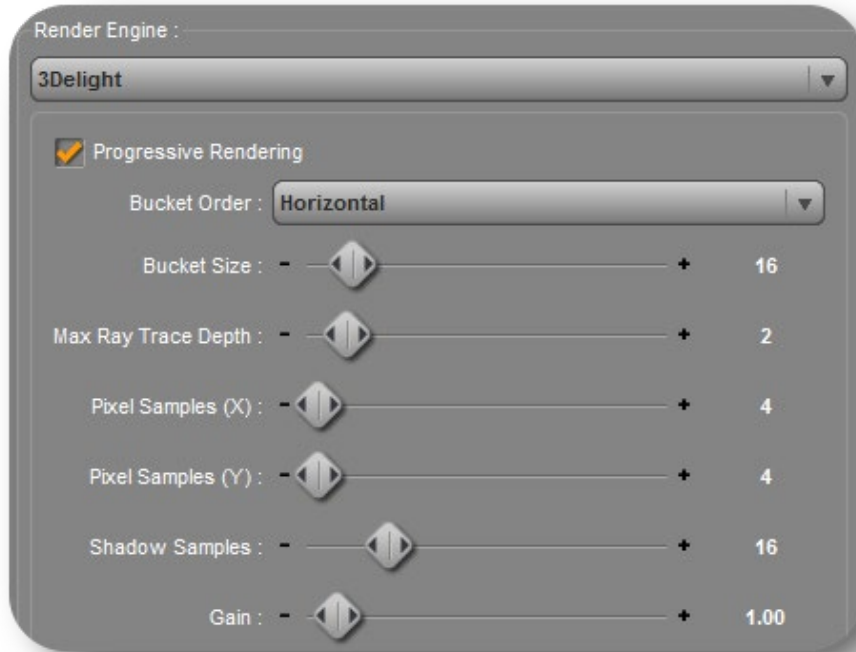 Render Engine :
3Delight
Progressive Rendering
Bucket Order : Horizontal
Bucket Size : - + 16
Max Ray Trace Depth : - + 2
Pixel Samples (X) : - + 4
Pixel Samples (Y) : - + 4
Shadow Samples : - + 16
Gain : - + 1.00